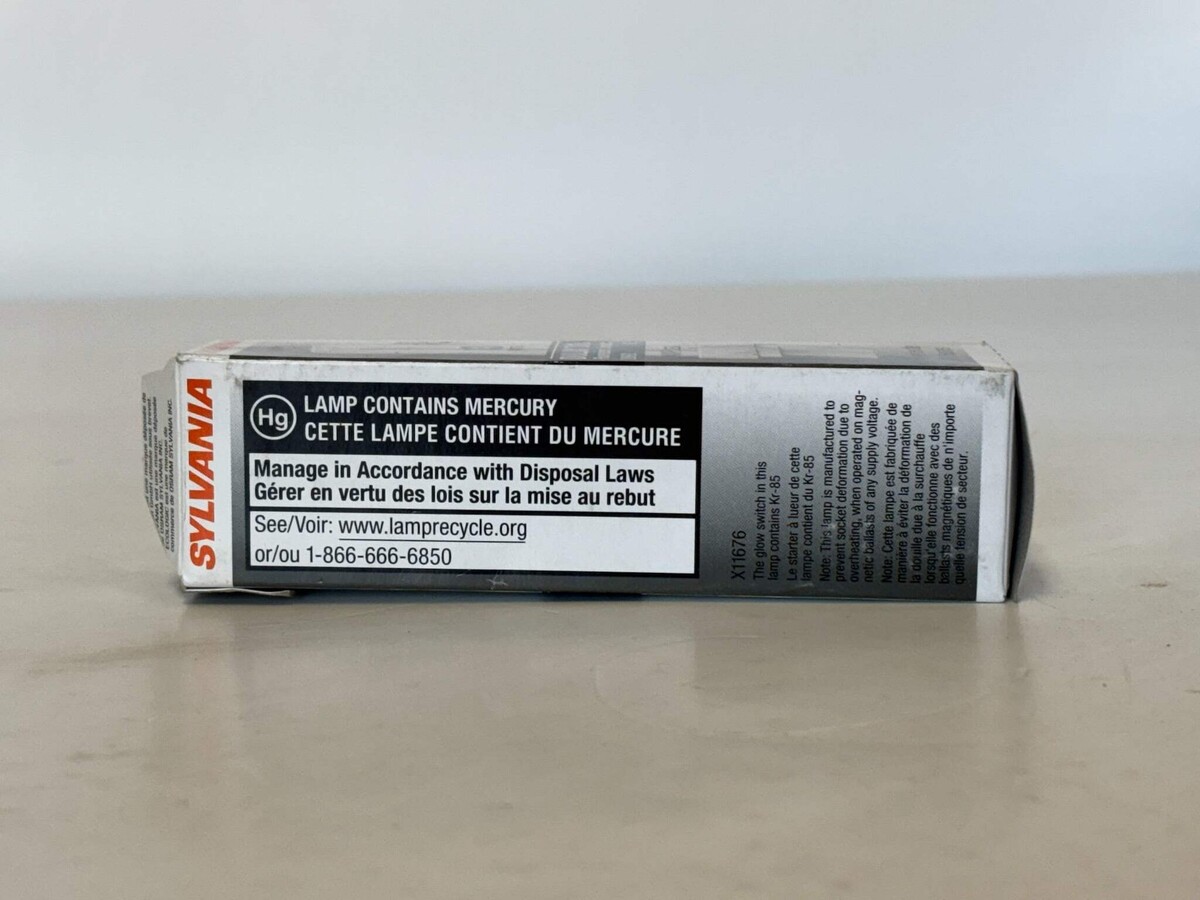 SYLVANIA
Hg
LAMP CONTAINS MERCURY
CETTE LAMPE CONTIENT DU MERCURE
Manage in Accordance with Disposal Laws
Gérer en vertu des lois sur la mise au rebut
See/Voir: www.lamprecycle.org
or/ou 1-866-666-6850
X11676
The glow switch in this
lamp contains Kr-85
Le starter à lueur de cette
lampe contient du Kr-85
Note: This lamp is manufactured to
prevent socket deformation due to
overheating, when operated on mag-
netic ballasts of any supply voltage.
Note: Cette lampe est fabriquée de
manière à éviter la déformation de
la douille due à la surchauffe
lorsqu'elle fonctionne avec des
ballasts magnétiques de n'importe
quelle tension de secteur.